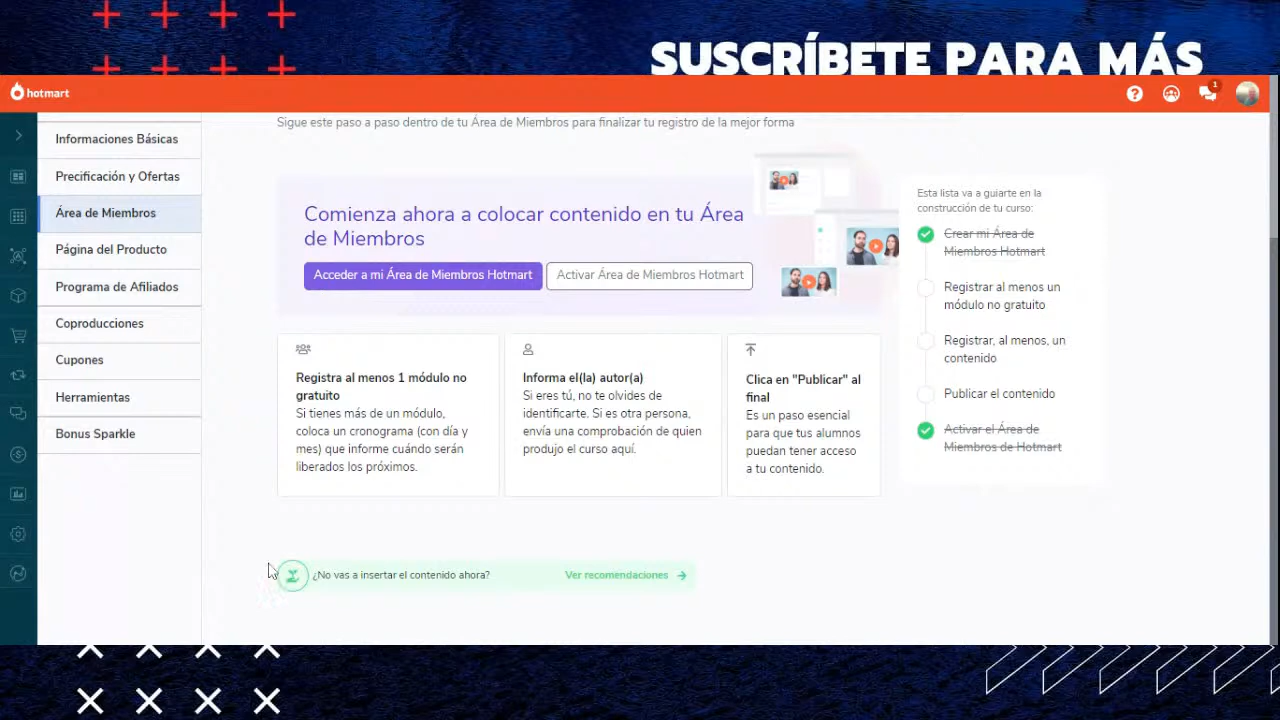 SUSCRÍBETE PARA MÁS
hotmart
1
Informaciones Básicas
Precificación y Ofertas
Área de Miembros
Página del Producto
Programa de Afiliados
Coproducciones
Cupones
Herramientas
Bonus Sparkle
Sigue este paso a paso dentro de tu Área de Miembros para finalizar tu registro de la mejor forma
Comienza ahora a colocar contenido en tu Área
de Miembros
Acceder a mi Área de Miembros Hotmart
Activar Área de Miembros Hotmart
Registra al menos 1 módulo no
gratuito
Si tienes más de un módulo,
coloca un cronograma (con día y
mes) que informe cuándo serán
liberados los próximos.
Informa el(la) autor(a)
Si eres tú, no te olvides de
identificarte. Si es otra persona,
envía una comprobación de quien
produjo el curso aquí.
Clica en "Publicar" al
final
Es un paso esencial
para que tus alumnos
puedan tener acceso
a tu contenido.
Esta lista va a guiarte en la
construcción de tu curso:
Crear mi Área de
Miembros Hotmart
Registrar al menos un
módulo no gratuito
Registrar, al menos, un
contenido
Publicar el contenido
Activar el Área de
Miembros de Hotmart
¿No vas a insertar el contenido ahora?
Ver recomendaciones